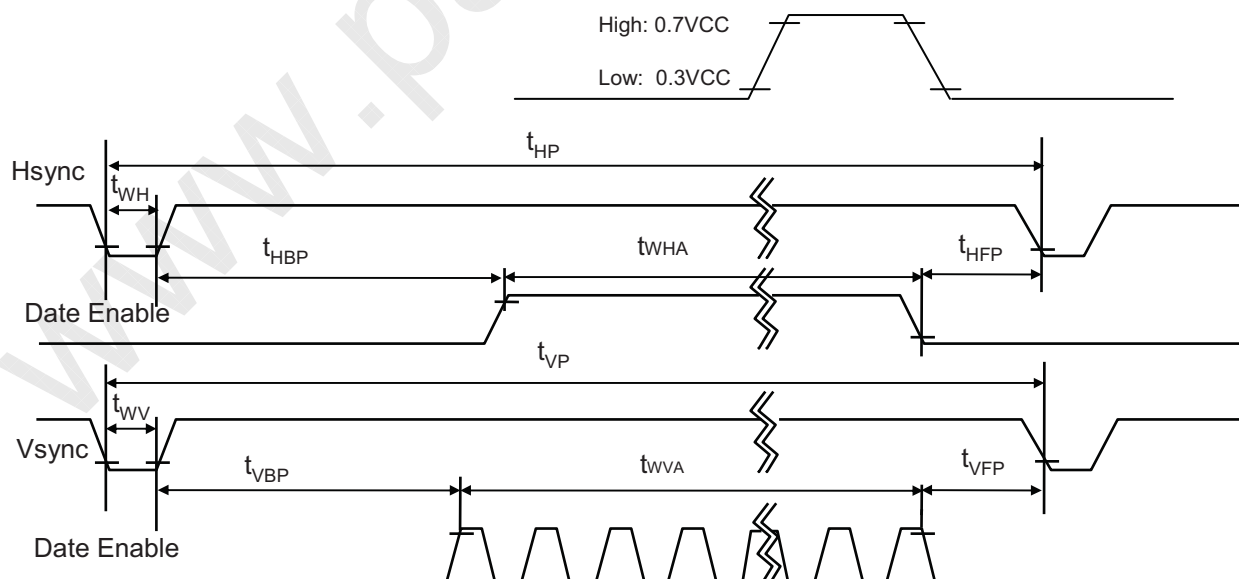 High: 0.7VCC
Low: 0.3VCC
tHP
Hsync
tWH
tHBP
tWHA
tHFP
Date Enable
tVP
tWV
Vsync
tVBP
tWVA
tVFP
Date Enable
www.p